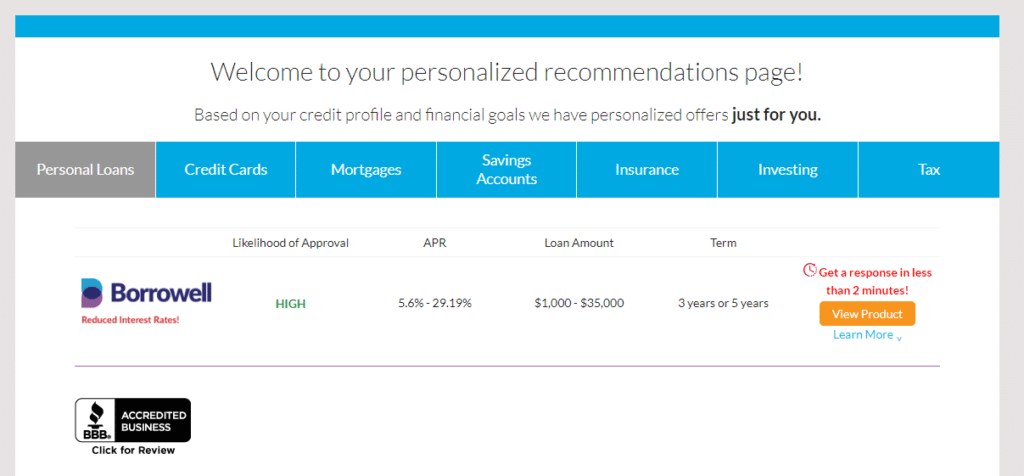 Welcome to your personalized recommendations page!
Based on your credit profile and financial goals we have personalized offers just for you.
Personal Loans
Credit Cards
Mortgages
Savings
Accounts
Insurance
Investing
Tax
Likelihood of Approval
APR
Loan Amount
Term
Borrowell
Reduced Interest Rates!
HIGH
5.6% - 29.19%
$1,000 - $35,000
3 years or 5 years
Get a response in less
than 2 minutes!
View Product
Learn More
BBB.
ACCREDITED
BUSINESS
Click for Review